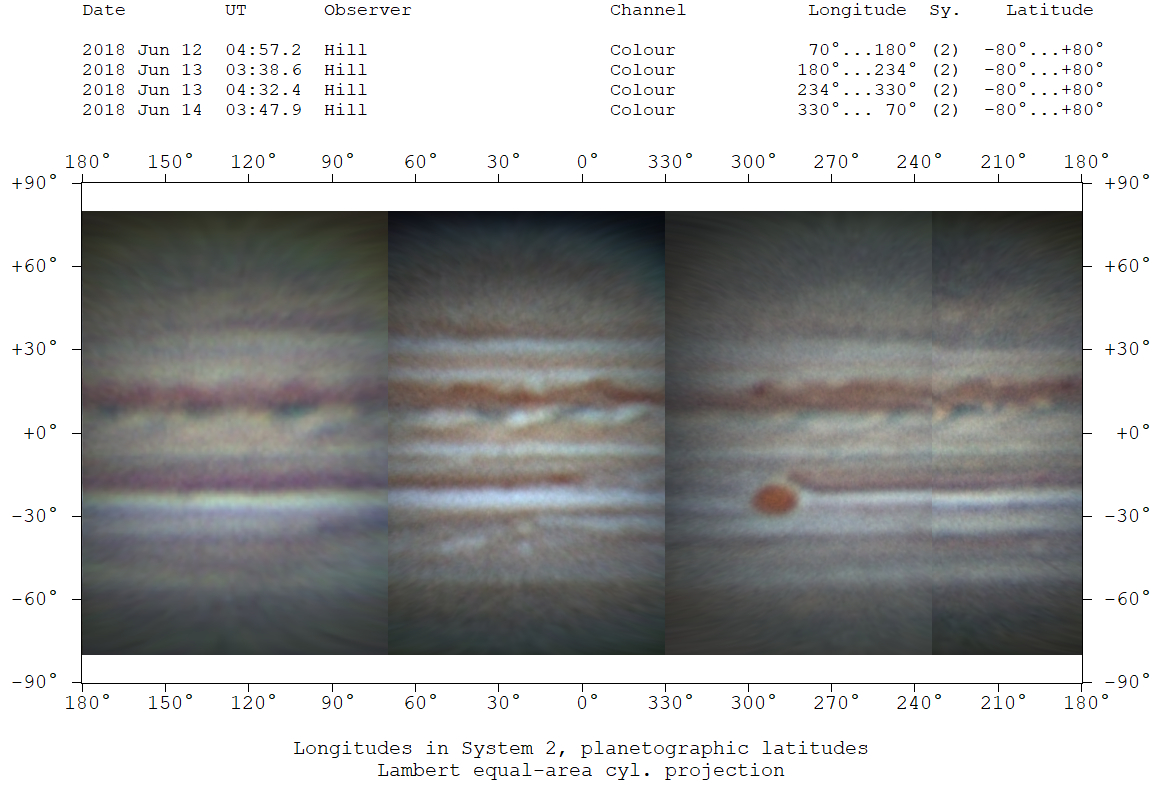 Date UT Observer Channel Longitude Sy. Latitude
2018 Jun 12 04:57.2 Hill Colour 70°...180° (2) -80°...+80°
2018 Jun 13 03:38.6 Hill Colour 180°...234° (2) -80°...+80°
2018 Jun 13 04:32.4 Hill Colour 234°...330° (2) -80°...+80°
2018 Jun 14 03:47.9 Hill Colour 330°... 70° (2) -80°...+80°
180° 150° 120° 90° 60° 30° 0° 330° 300° 270° 240° 210° 180°
+90° +90°
+60° +60°
+30° +30°
+0° +0°
-30° -30°
-60° -60°
-90° -90°
180° 150° 120° 90° 60° 30° 0° 330° 300° 270° 240° 210° 180°
Longitudes in System 2, planetographic latitudes
Lambert equal-area cyl. projection